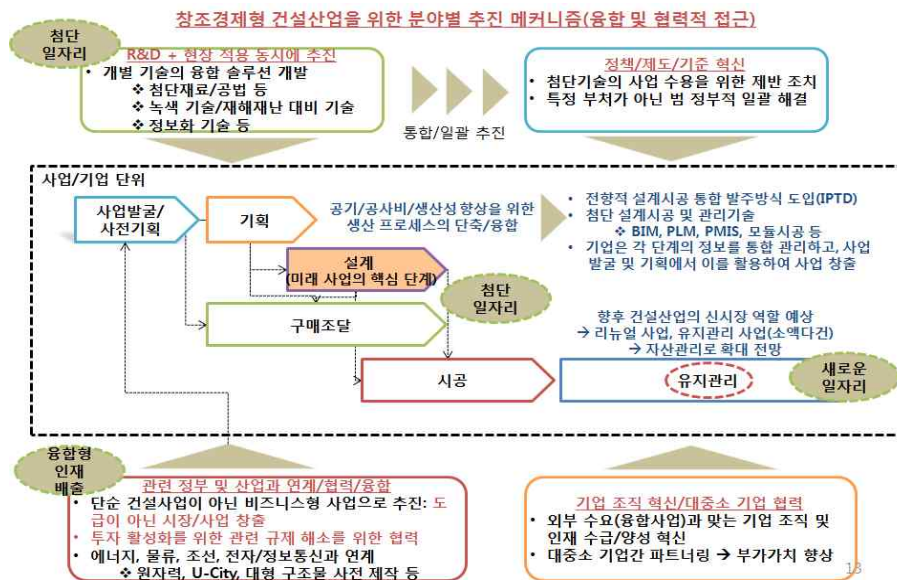 창조경제형 건설산업을 위한 분야별 추진 메커니즘(융합 및 협력적 접근)
첨단
일자리
R&D + 현장 적용 동시에 추진
• 개별 기술의 융합 솔루션 개발
❖ 첨단재료/공법 등
❖ 녹색 기술/재해재난 대비 기술
❖ 정보화 기술 등
통합/일괄 추진
정책/제도/기준 혁신
• 첨단기술의 사업 수용을 위한 제반 조치
• 특정 부처가 아닌 범 정부적 일괄 해결
사업/기업 단위
사업발굴/
사전기획
기획
공기/공사비/생산성 향상을 위한
생산 프로세스의 단축/융합
• 전향적 설계시공 통합 발주방식 도입(IPTD)
• 첨단 설계시공 및 관리기술
❖ BIM, PLM, PMIS, 모듈시공 등
• 기업은 각 단계의 정보를 통합 관리하고, 사업
발굴 및 기획에서 이를 활용하여 사업 창출
설계
(미래 사업의 핵심 단계)
첨단
일자리
구매조달
향후 건설산업의 신시장 역할 예상
→ 리뉴얼 사업, 유지관리 사업(소액다건)
→ 자산관리로 확대 전망
시공
유지관리
새로운
일자리
융합형
인재
배출
관련 정부 및 산업과 연계/협력/융합
• 단순 건설사업이 아닌 비즈니스형 사업으로 추진: 도
급이 아닌 시장/사업 창출
• 투자 활성화를 위한 관련 규제 해소를 위한 협력
• 에너지, 물류, 조선, 전자/정보통신과 연계
❖ 원자력, U-City, 대형 구조물 사전 제작 등
기업 조직 혁신/대중소 기업 협력
• 외부 수요(융합사업)과 맞는 기업 조직 및
인재 수급/양성 혁신
• 대중소 기업간 파트너링 → 부가가치 향상
13